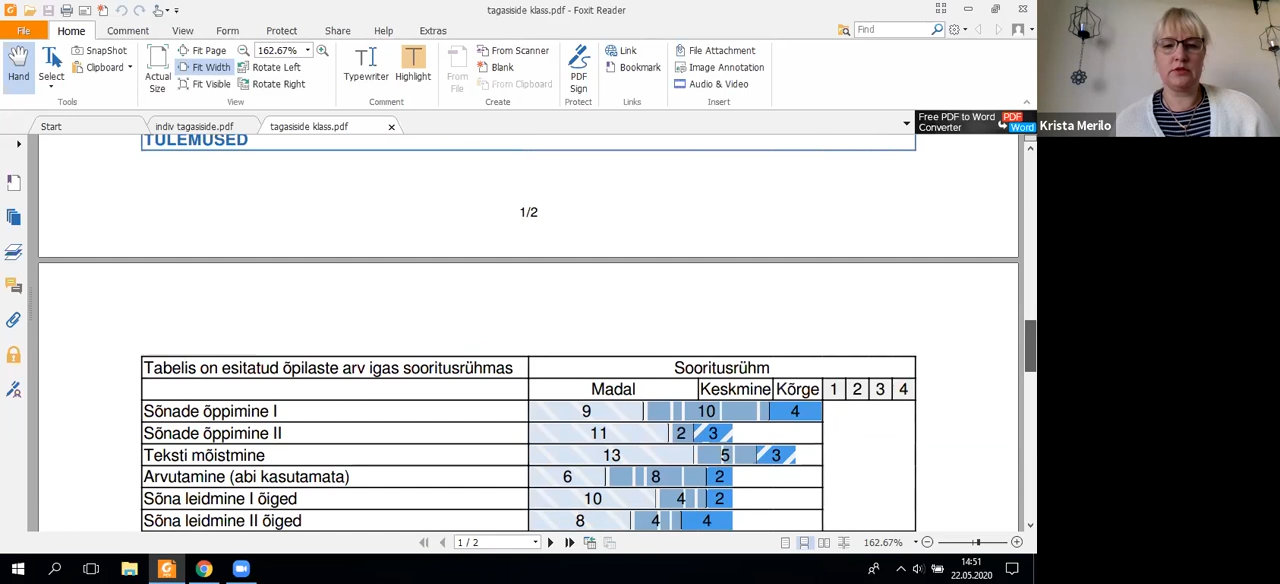 tagasiside klass.pdf - Foxit Reader
File Home Comment View Form Protect Share Help Extras Find
SnapShot Fit Page 162.67% From Scanner Link File Attachment
Clipboard Fit Width Rotate Left Blank Bookmark Image Annotation
Fit Visible Rotate Right From Clipboard Audio & Video
Hand Select Actual Size Typewriter Highlight From File PDF Sign
Tools View Comment Create Protect Links Insert
Start indiv tagasiside.pdf tagasiside klass.pdf
Free PDF to Word Converter PDF Word
Krista Merilo
TULEMUSED
1/2
Tabelis on esitatud õpilaste arv igas sooritusrühmas Sooritusrühm
Madal Keskmine Kõrge 1 2 3 4
Sõnade õppimine I 9 10 4
Sõnade õppimine II 11 2 3
Teksti mõistmine 13 5 3
Arvutamine (abi kasutamata) 6 8 2
Sõna leidmine I õiged 10 4 2
Sõna leidmine II õiged 8 4 4
1 / 2 162.67%
14:51
22.05.2020